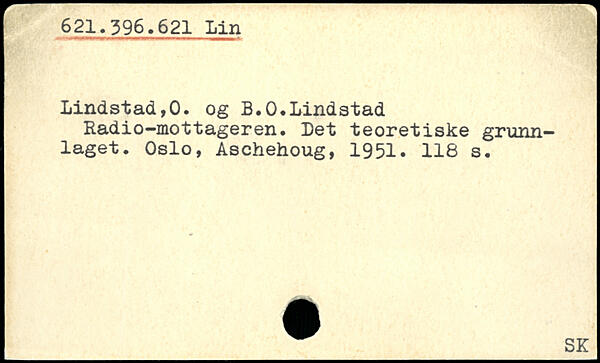 621.396.621 Lin
Lindstad,O. og B.O.Lindstad
Radio-mottageren. Det teoretiske grunn-
laget. Oslo, Aschehoug, 1951. 118 s.
SK